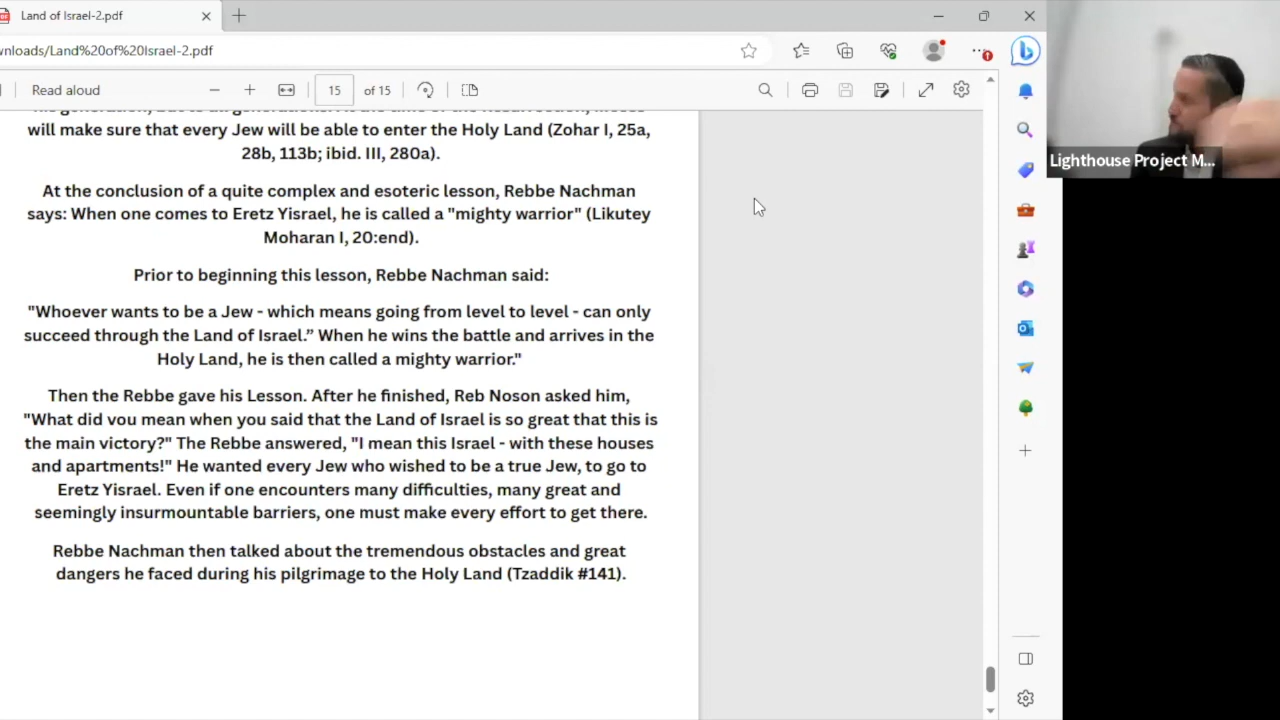 Land of Israel-2.pdf
wnloads/Land%20of%20Israel-2.pdf
Read aloud
15 of 15
will make sure that every Jew will be able to enter the Holy Land (Zohar I, 25a,
28b, 113b; ibid. III, 280a).
At the conclusion of a quite complex and esoteric lesson, Rebbe Nachman
says: When one comes to Eretz Yisrael, he is called a "mighty warrior" (Likutey
Moharan I, 20:end).
Prior to beginning this lesson, Rebbe Nachman said:
"Whoever wants to be a Jew - which means going from level to level - can only
succeed through the Land of Israel.” When he wins the battle and arrives in the
Holy Land, he is then called a mighty warrior."
Then the Rebbe gave his Lesson. After he finished, Reb Noson asked him,
"What did vou mean when you said that the Land of Israel is so great that this is
the main victory?" The Rebbe answered, "I mean this Israel - with these houses
and apartments!" He wanted every Jew who wished to be a true Jew, to go to
Eretz Yisrael. Even if one encounters many difficulties, many great and
seemingly insurmountable barriers, one must make every effort to get there.
Rebbe Nachman then talked about the tremendous obstacles and great
dangers he faced during his pilgrimage to the Holy Land (Tzaddik #141).
Lighthouse Project M...